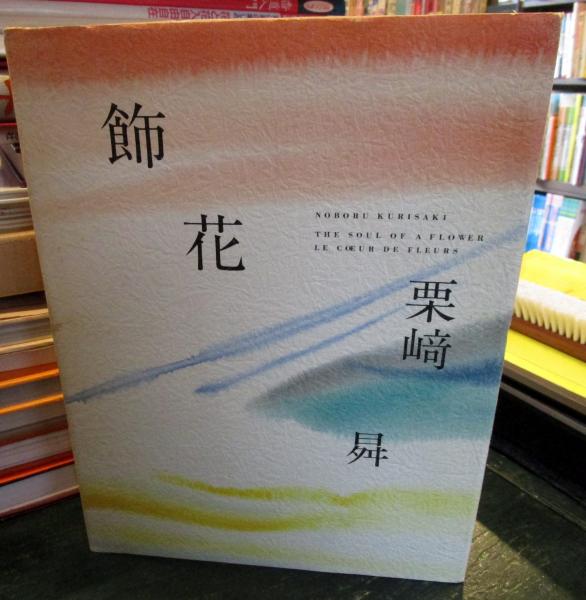 飾花
NOBORU KURISAKI
THE SOUL OF A FLOWER
LE CŒUR DE FLEURS
栗﨑昇